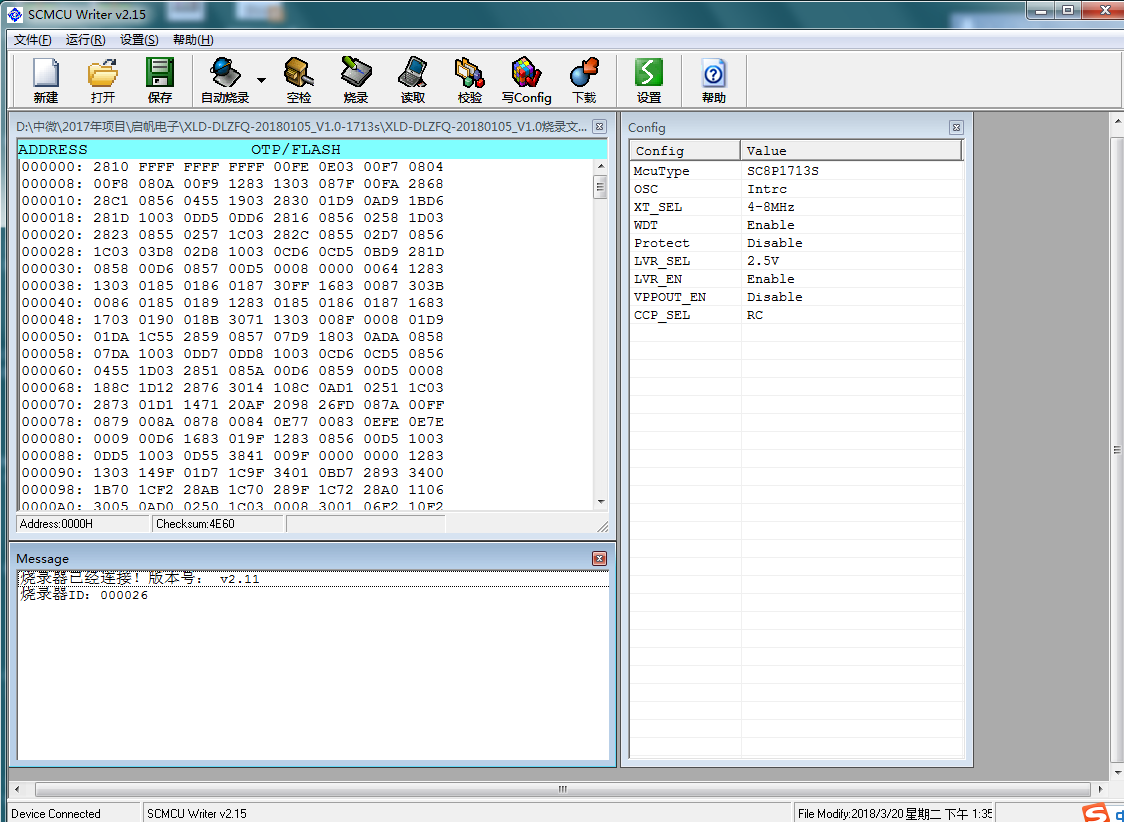 SCMCU Writer v2.15
文件(F) 运行(R) 设置(S) 帮助(H)
新建 打开 保存 自动烧录 空检 烧录 读取 校验 写Config 下载 设置 帮助
D:\中微\2017年项目\启帆电子\XLD-DLZFQ-20180105_V1.0-1713s\XLD-DLZFQ-20180105_V1.0烧录文...
ADDRESS OTP/FLASH
000000: 2810 FFFF FFFF FFFF 00FE 0E03 00F7 0804
000008: 00F8 080A 00F9 1283 1303 087F 00FA 2868
000010: 28C1 0856 0455 1903 2830 01D9 0AD9 1BD6
000018: 281D 1003 0DD5 0DD6 2816 0856 0258 1D03
000020: 2823 0855 0257 1C03 282C 0855 02D7 0856
000028: 1C03 03D8 02D8 1003 0CD6 0CD5 0BD9 281D
000030: 0858 00D6 0857 00D5 0008 0000 0064 1283
000038: 1303 0185 0186 0187 30FF 1683 0087 303B
000040: 0086 0185 0189 1283 0185 0186 0187 1683
000048: 1703 0190 018B 3071 1303 008F 0008 01D9
000050: 01DA 1C55 2859 0857 07D9 1803 0ADA 0858
000058: 07DA 1003 0DD7 0DD8 1003 0CD6 0CD5 0856
000060: 0455 1D03 2851 085A 00D6 0859 00D5 0008
000068: 188C 1D12 2876 3014 108C 0AD1 0251 1C03
000070: 2873 01D1 1471 20AF 2098 26FD 087A 00FF
000078: 0879 008A 0878 0084 0E77 0083 0EFE 0E7E
000080: 0009 00D6 1683 019F 1283 0856 00D5 1003
000088: 0DD5 1003 0D55 3841 009F 0000 0000 1283
000090: 1303 149F 01D7 1C9F 3401 0BD7 2893 3400
000098: 1B70 1CF2 28AB 1C70 289F 1C72 28A0 1106
0000A0: 3005 0AD0 0250 1C03 0008 3001 06F2 10F2
Address:0000H Checksum:4E60
Config
Config Value
McuType SC8P1713S
OSC Intrc
XT_SEL 4-8MHz
WDT Enable
Protect Disable
LVR_SEL 2.5V
LVR_EN Enable
VPPOUT_EN Disable
CCP_SEL RC
Message
烧录器已经连接！版本号： v2.11
烧录器ID：000026
Device Connected SCMCU Writer v2.15 File Modify:2018/3/20 星期二 下午 1:35